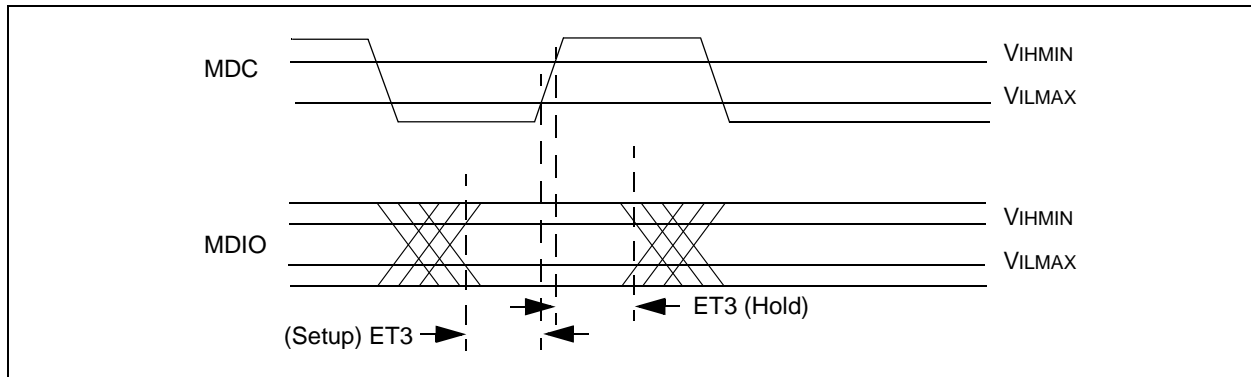 MDC
VIHMIN
VILMAX
MDIO
VIHMIN
VILMAX
ET3 (Hold)
(Setup) ET3